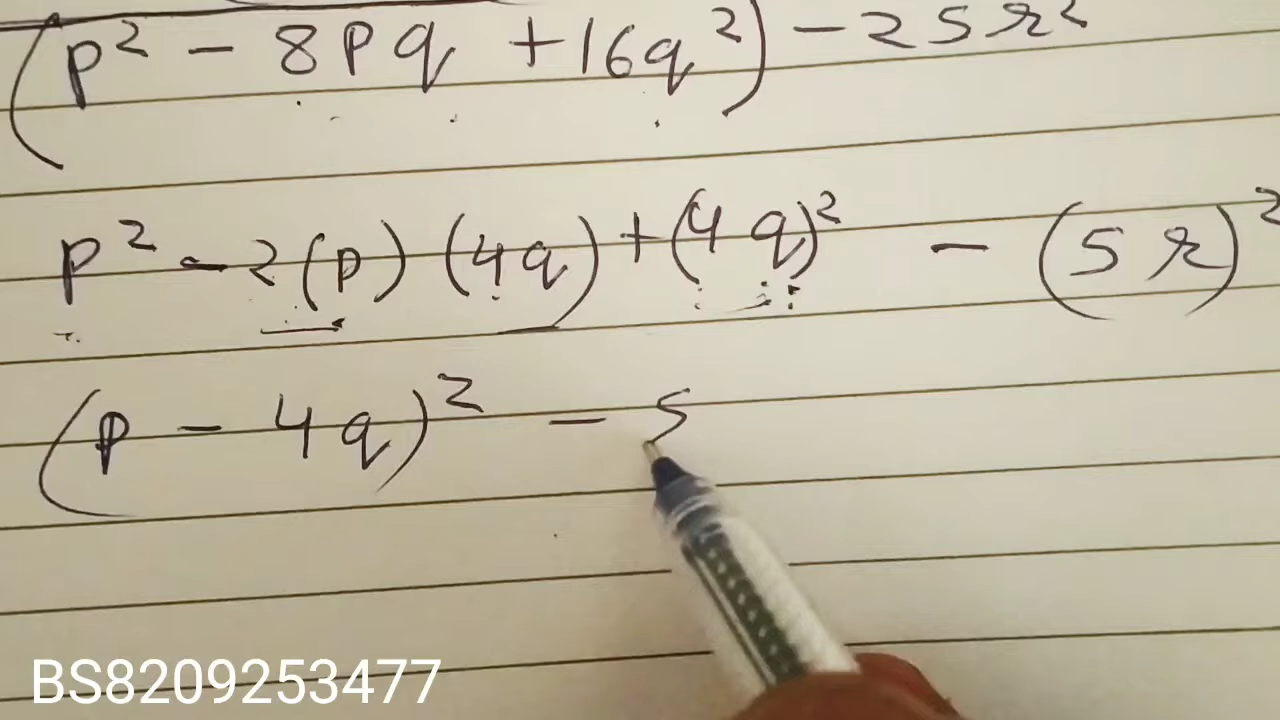 (p² - 8pq + 16q²) - 25r²
p² - 2(p)(4q) + (4q)² - (5r)²
(p - 4q)² - 5
BS8209253477